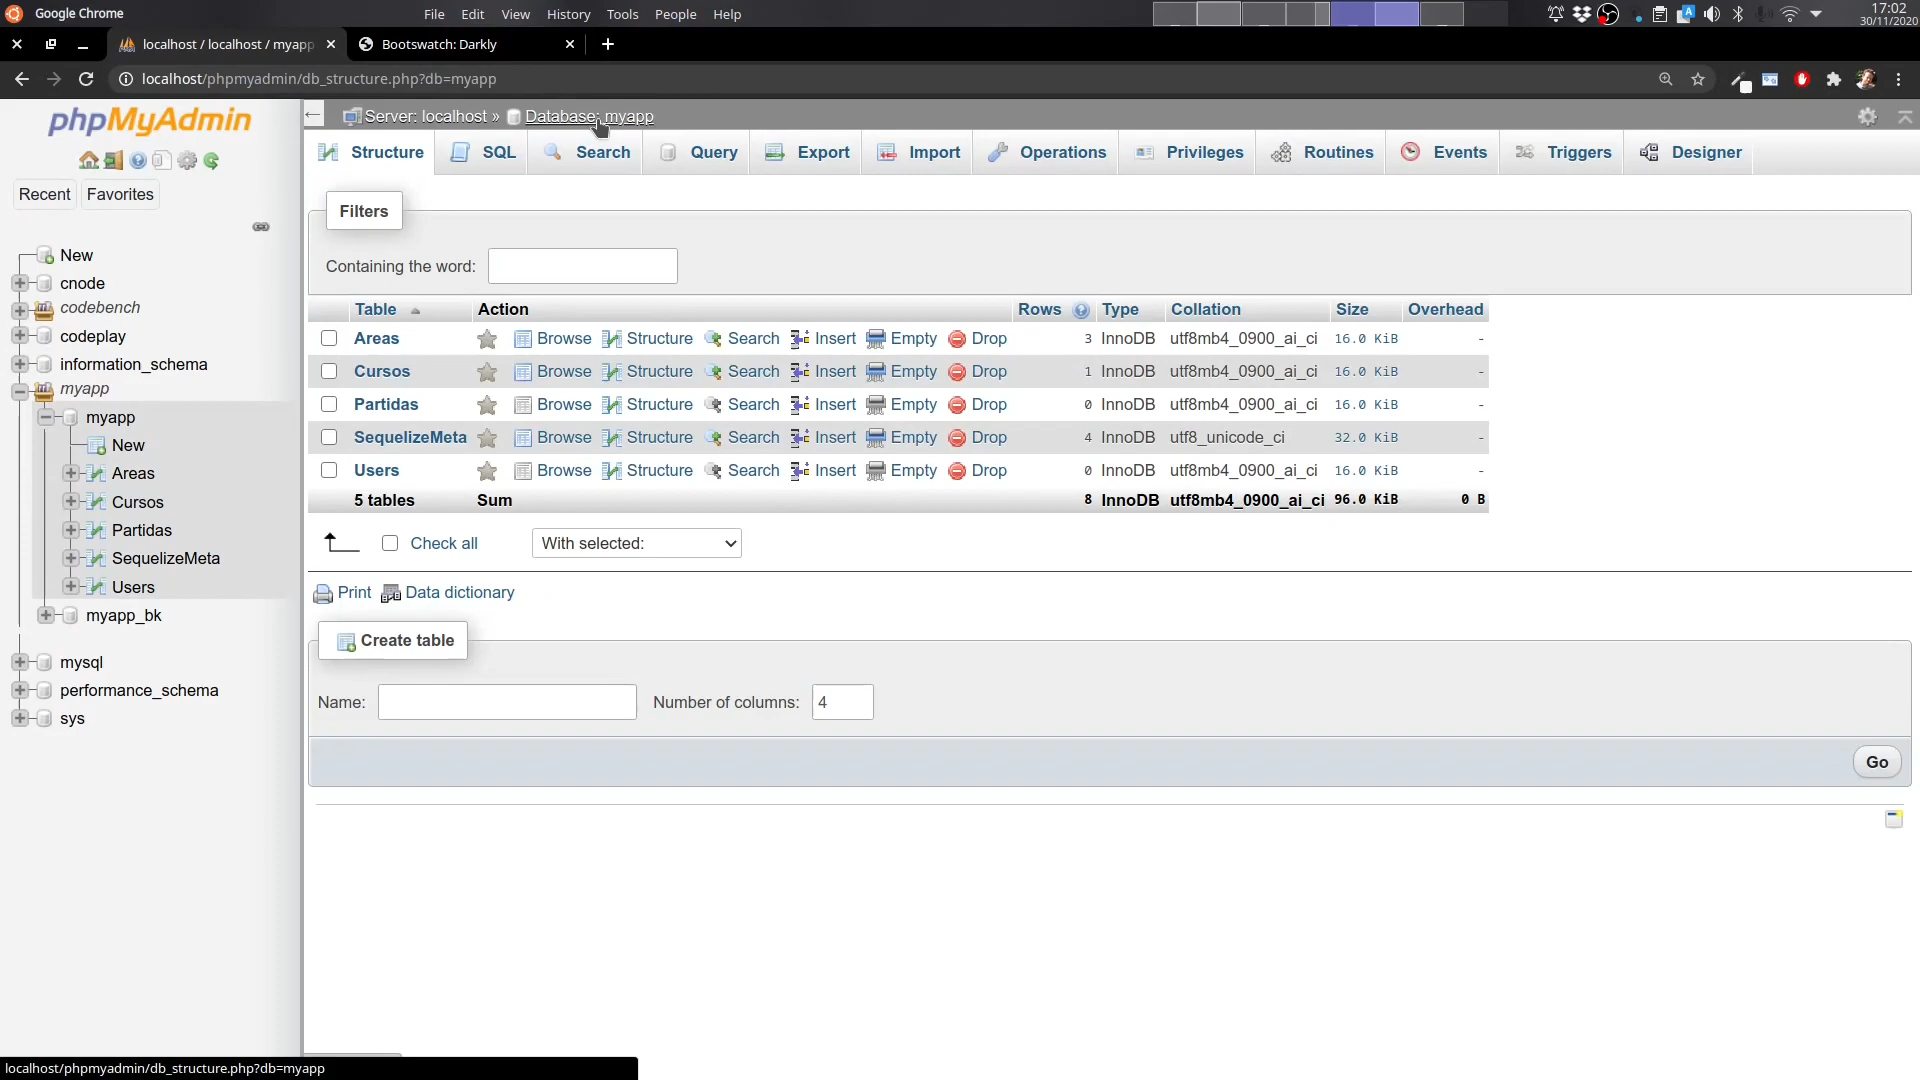 Google Chrome File Edit View History Tools People Help 17:02
30/11/2020
localhost / localhost / myapp Bootswatch: Darkly
localhost/phpmyadmin/db_structure.php?db=myapp
phpMyAdmin
Recent Favorites
New
cnode
codebench
codeplay
information_schema
myapp
myapp
New
Areas
Cursos
Partidas
SequelizeMeta
Users
myapp_bk
mysql
performance_schema
sys
Server: localhost » Database: myapp
Structure SQL Search Query Export Import Operations Privileges Routines Events Triggers Designer
Filters
Containing the word:
Table Action Rows Type Collation Size Overhead
Areas Browse Structure Search Insert Empty Drop 3 InnoDB utf8mb4_0900_ai_ci 16.0 KiB -
Cursos Browse Structure Search Insert Empty Drop 1 InnoDB utf8mb4_0900_ai_ci 16.0 KiB -
Partidas Browse Structure Search Insert Empty Drop 0 InnoDB utf8mb4_0900_ai_ci 16.0 KiB -
SequelizeMeta Browse Structure Search Insert Empty Drop 4 InnoDB utf8_unicode_ci 32.0 KiB -
Users Browse Structure Search Insert Empty Drop 0 InnoDB utf8mb4_0900_ai_ci 16.0 KiB -
5 tables Sum 8 InnoDB utf8mb4_0900_ai_ci 96.0 KiB 0 B
Check all With selected:
Print Data dictionary
Create table
Name: Number of columns: 4
Go
localhost/phpmyadmin/db_structure.php?db=myapp